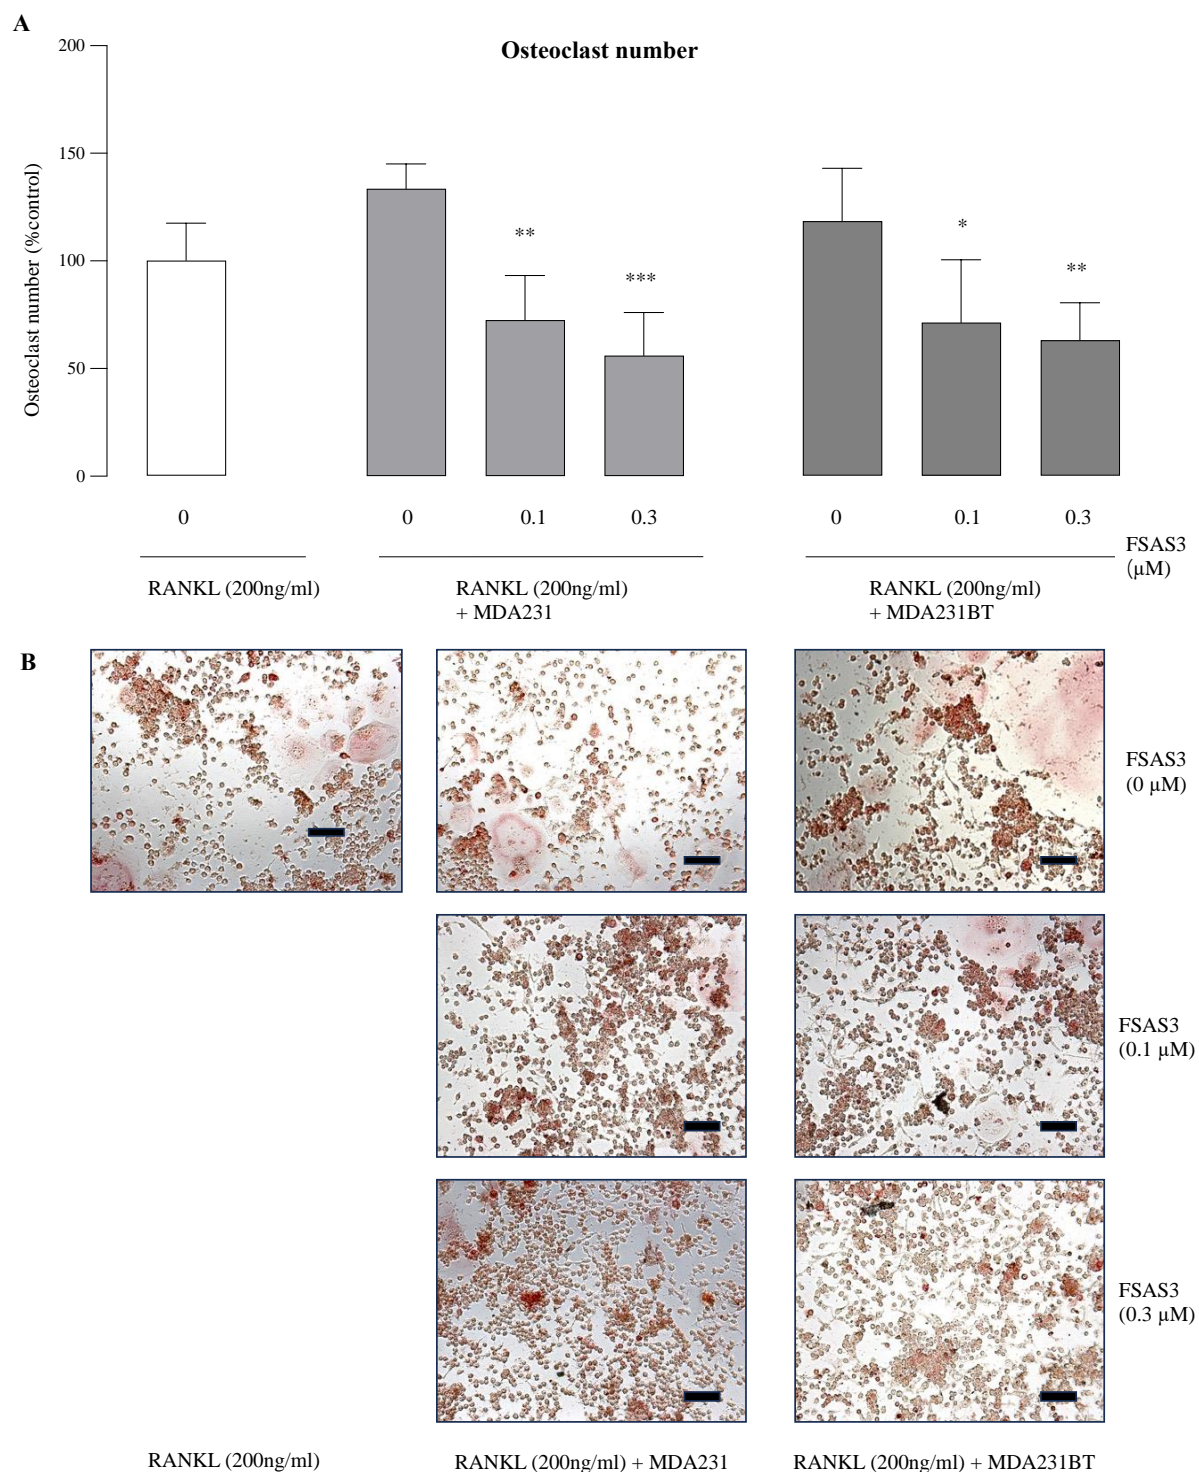 A
Osteoclast number
Osteoclast number (%control)
200
150
100
50
0
**
***
*
**
0
0
0.1
0.3
0
0.1
0.3
FSAS3
(µM)
RANKL (200ng/ml)
RANKL (200ng/ml)
+ MDA231
RANKL (200ng/ml)
+ MDA231BT
B
FSAS3
(0 µM)
FSAS3
(0.1 µM)
FSAS3
(0.3 µM)
RANKL (200ng/ml)
RANKL (200ng/ml) + MDA231
RANKL (200ng/ml) + MDA231BT